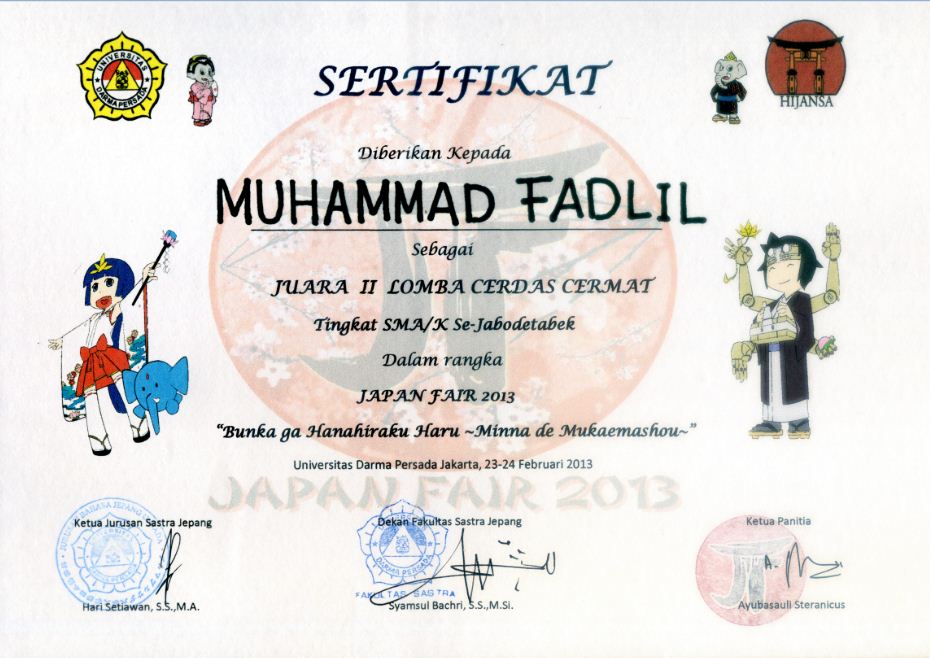 UNIVERSITAS
DARMA PERSADA
SERTIFIKAT
HIJANSA
Diberikan Kepada
MUHAMMAD FADLIL
Sebagai
JUARA II LOMBA CERDAS CERMAT
Tingkat SMA/K Se-Jabodetabek
Dalam rangka
JAPAN FAIR 2013
"Bunka ga Hanahiraku Haru ~Minna de Mukaemashou~"
Universitas Darma Persada Jakarta, 23-24 Februari 2013
JAPAN FAIR 2013
Ketua Jurusan Sastra Jepang
Hari Setiawan, S.S.,M.A.
Dekan Fakultas Sastra Jepang
UNIVERSITAS
DARMA PERSADA
FAKULTAS SASTRA
Syamsul Bachri, S.S.,M.Si.
Ketua Panitia
Ayubasauli Steranicus